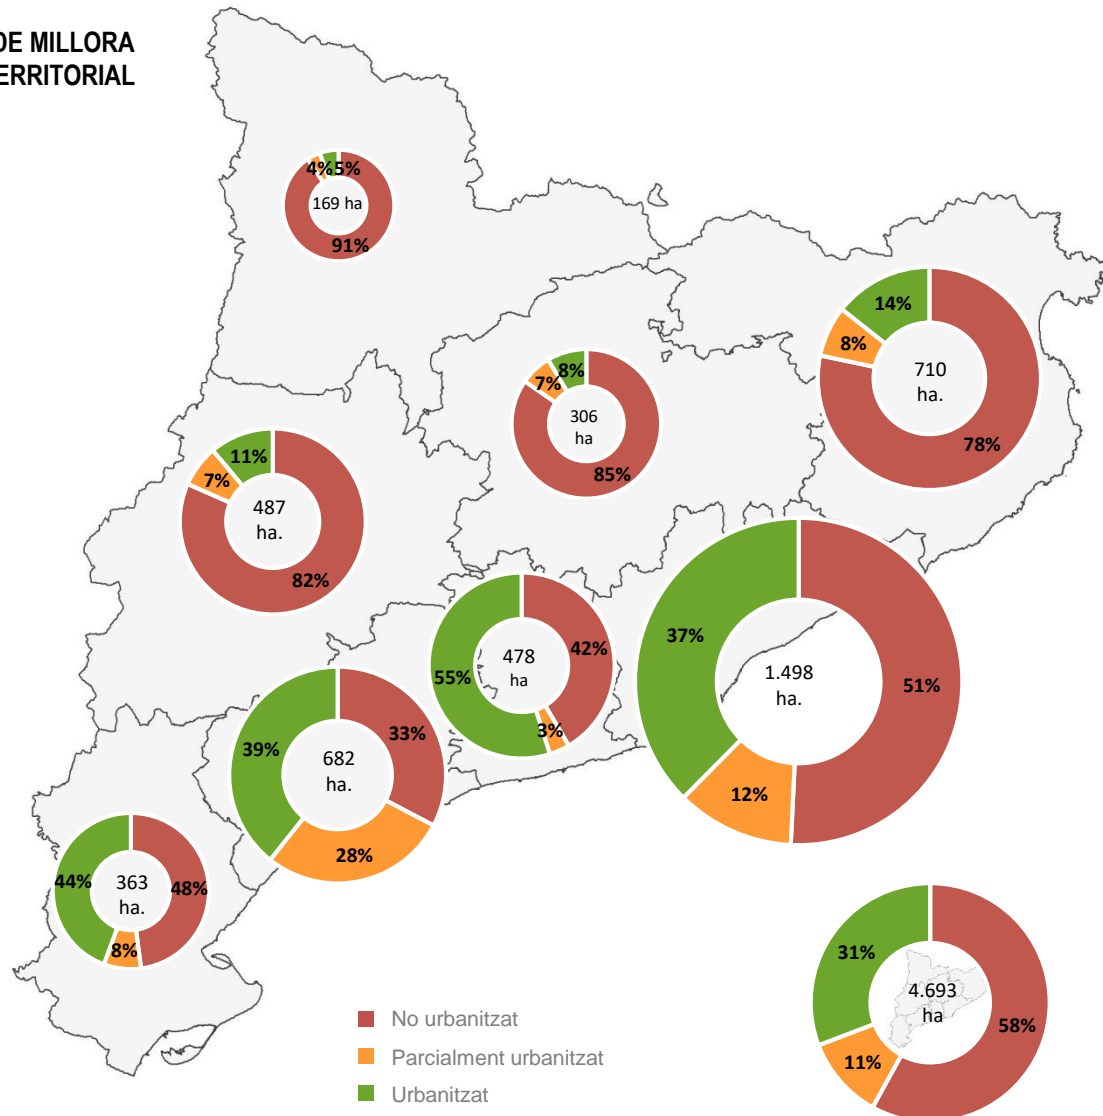 DE MILLORA
ERRITORIAL
4% 5%
169 ha
91%
14%
8%
710
ha.
78%
8%
7%
306
ha
85%
11%
7%
487
ha.
82%
37%
1.498
ha.
51%
12%
42%
478
ha
55%
3%
33%
39%
682
ha.
28%
44%
363
ha.
48%
8%
31%
4.693
ha
58%
11%
No urbanitzat
Parcialment urbanitzat
Urbanitzat